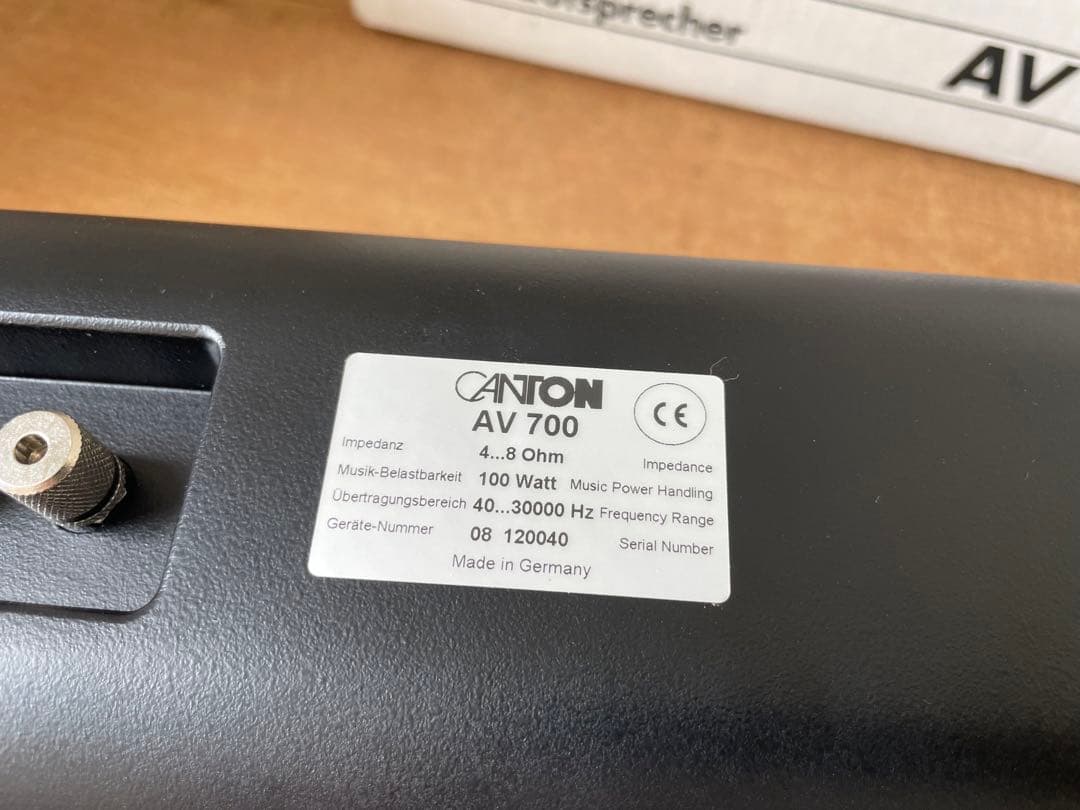 AV
CANTON
AV 700
CE
Impedanz 4...8 Ohm Impedance
Musik-Belastbarkeit 100 Watt Music Power Handling
Übertragungsbereich 40...30000 Hz Frequency Range
Geräte-Nummer 08 120040 Serial Number
Made in Germany